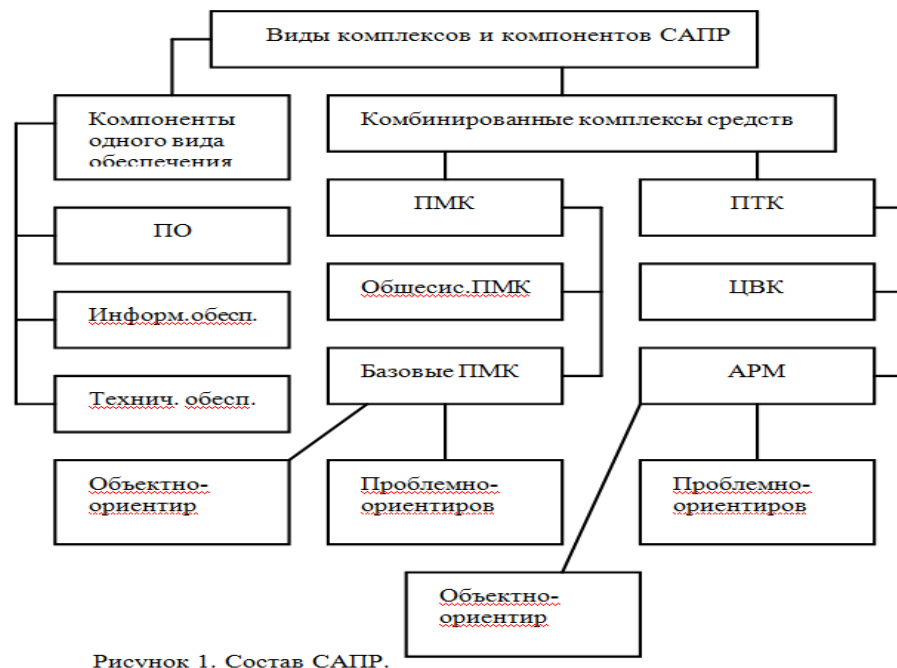 Виды комплексов и компонентов САПР
Компоненты
одного вида
обеспечения
Комбинированные комплексы средств
ПМК
ПТК
ПО
Общесис.ПМК
ЦВК
Информ.обесп.
Базовые ПМК
АРМ
Технич. обесп.
Объектно-
ориентир
Проблемно-
ориентиров
Проблемно-
ориентиров
Объектно-
ориентир
Рисунок 1. Состав САПР.